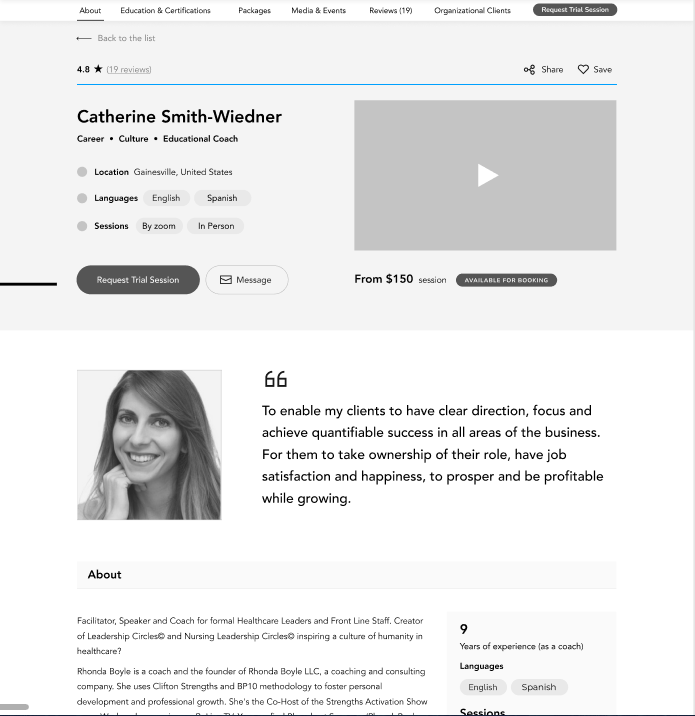 About Education & Certifications Packages Media & Events Reviews (19) Organizational Clients Request Trial Session
Back to the list
4.8 ★ (19 reviews) Share Save
Catherine Smith-Wiedner
Career • Culture • Educational Coach
Location Gainesville, United States
Languages English Spanish
Sessions By zoom In Person
Request Trial Session Message
From $150 session AVAILABLE FOR BOOKING
“
To enable my clients to have clear direction, focus and
achieve quantifiable success in all areas of the business.
For them to take ownership of their role, have job
satisfaction and happiness, to prosper and be profitable
while growing.
About
Facilitator, Speaker and Coach for formal Healthcare Leaders and Front Line Staff. Creator
of Leadership Circles© and Nursing Leadership Circles© inspiring a culture of humanity in
healthcare?
Rhonda Boyle is a coach and the founder of Rhonda Boyle LLC, a coaching and consulting
company. She uses Clifton Strengths and BP10 methodology to foster personal
development and professional growth. She's the Co-Host of the Strengths Activation Show
9
Years of experience (as a coach)
Languages
English Spanish
Sessions